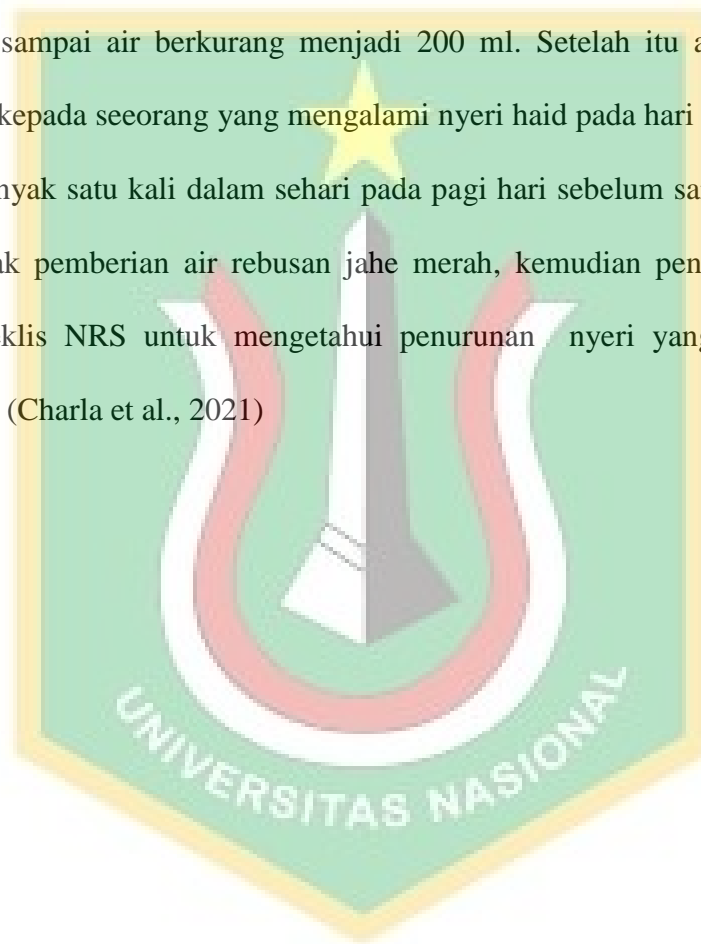 sampai air berkurang menjadi 200 ml. Setelah itu a
kepada seeorang yang mengalami nyeri haid pada hari
nyak satu kali dalam sehari pada pagi hari sebelum sa
ak pemberian air rebusan jahe merah, kemudian pen
klis NRS untuk mengetahui penurunan nyeri yang
(Charla et al., 2021)
UNIVERSITAS NASIONAL